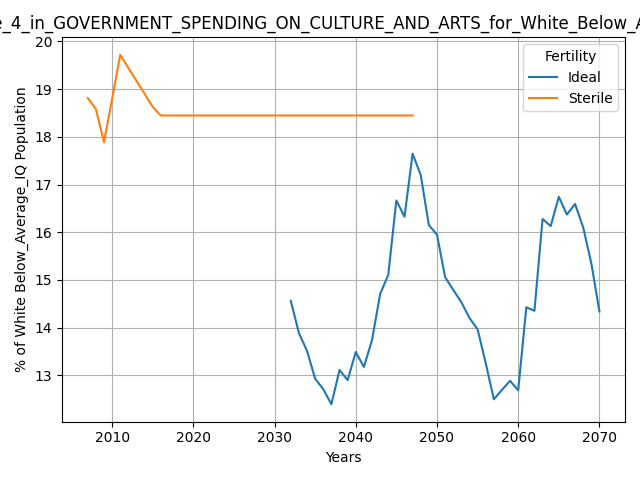 _4_in_GOVERNMENT_SPENDING_ON_CULTURE_AND_ARTS_for_White_Below_A
20
19
18
17
16
15
14
13
% of White Below_Average_IQ Population
Fertility
Ideal
Sterile
2010 2020 2030 2040 2050 2060 2070
Years